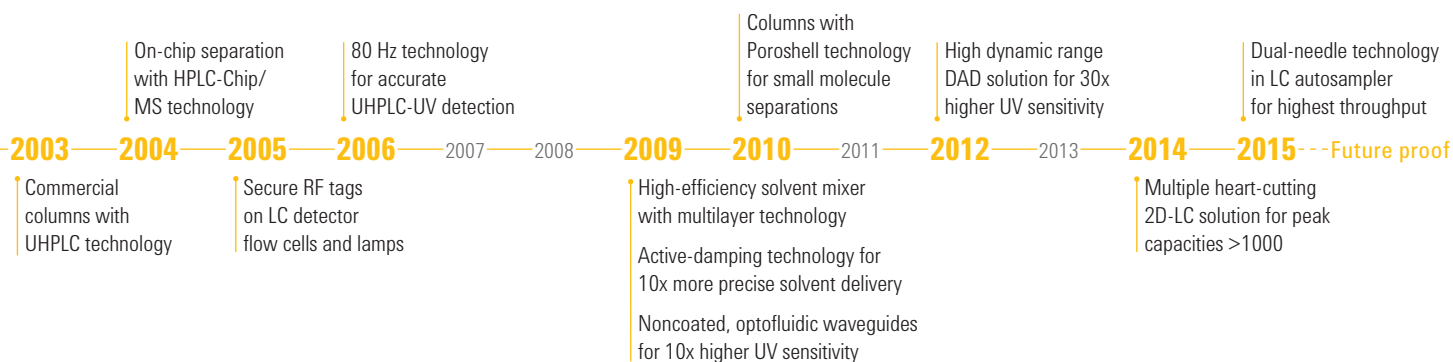 Columns with
Poroshell technology
for small molecule
separations
On-chip separation
with HPLC-Chip/
MS technology
80 Hz technology
for accurate
UHPLC-UV detection
High dynamic range
DAD solution for 30x
higher UV sensitivity
Dual-needle technology
in LC autosampler
for highest throughput
2003 2004 2005 2006 2007 2008 2009 2010 2011 2012 2013 2014 2015 Future proof
Commercial
columns with
UHPLC technology
Secure RF tags
on LC detector
flow cells and lamps
High-efficiency solvent mixer
with multilayer technology
Active-damping technology for
10x more precise solvent delivery
Noncoated, optofluidic waveguides
for 10x higher UV sensitivity
Multiple heart-cutting
2D-LC solution for peak
capacities >1000